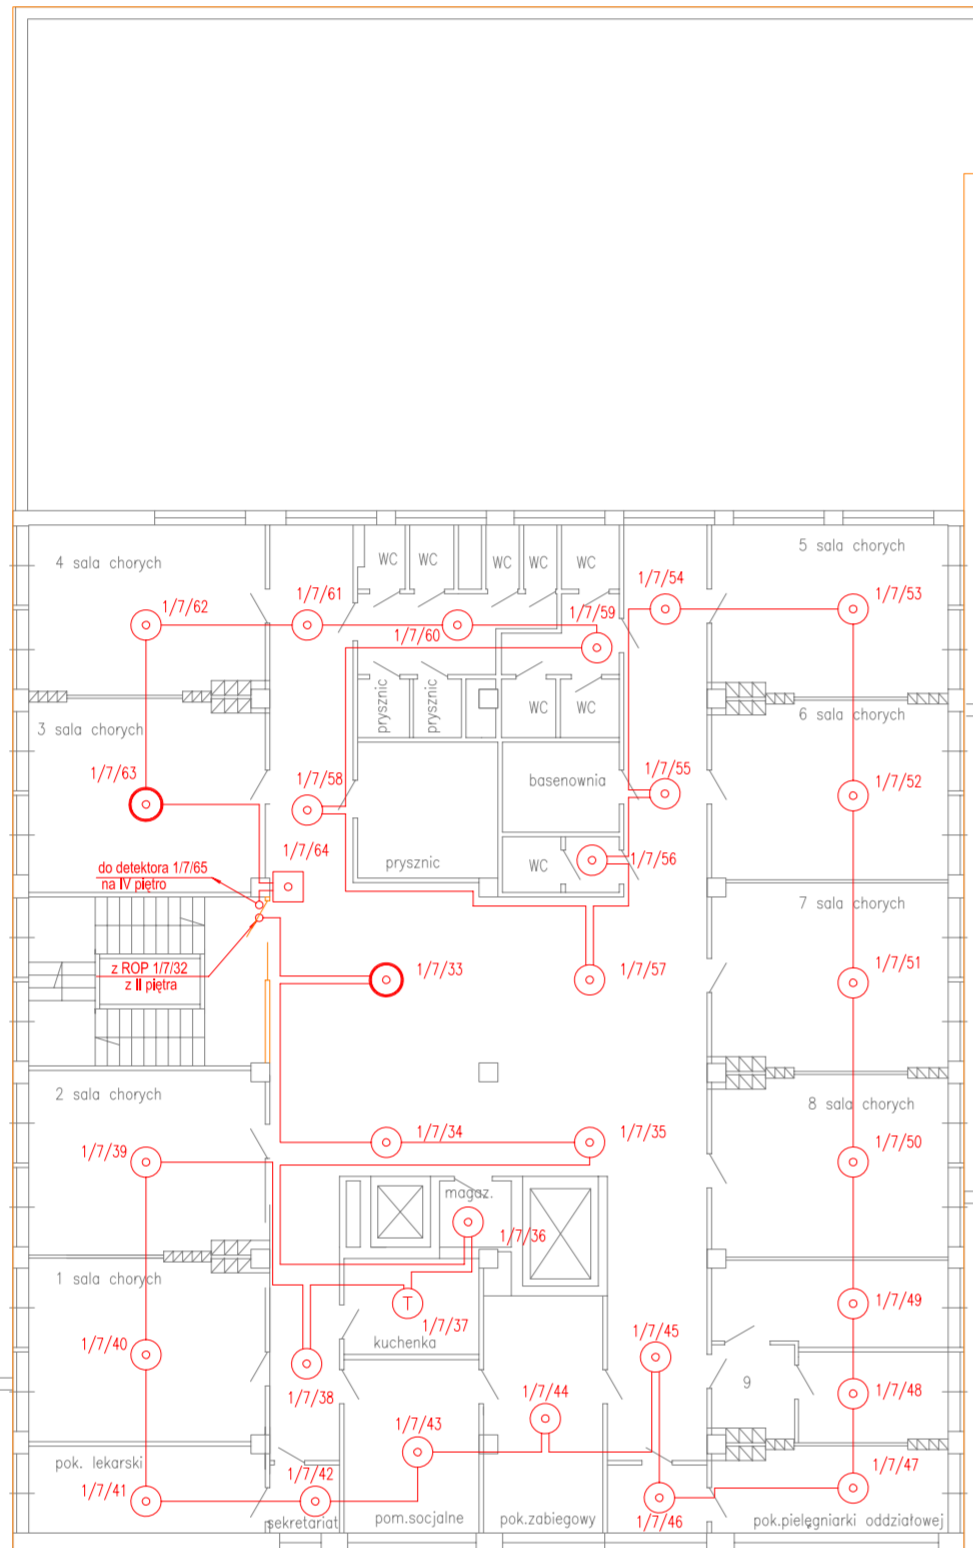 4 sala chorych
WC
WC
WC
WC
WC
5 sala chorych
1/7/62
1/7/61
1/7/60
1/7/59
1/7/54
1/7/53
3 sala chorych
prysznic
prysznic
WC
WC
6 sala chorych
1/7/63
1/7/58
basenownia
1/7/55
1/7/52
1/7/64
prysznic
WC
1/7/56
do detektora 1/7/65
na IV piętro
7 sala chorych
z ROP 1/7/32
z II piętra
1/7/33
1/7/57
1/7/51
2 sala chorych
8 sala chorych
1/7/39
1/7/34
1/7/35
1/7/50
magaz.
1/7/36
1 sala chorych
T
1/7/37
1/7/49
kuchenka
1/7/40
1/7/38
1/7/45
9
1/7/44
1/7/48
1/7/43
pok. lekarski
1/7/42
1/7/41
1/7/47
sekretariat
pom.socjalne
pok.zabiegowy
1/7/46
pok.pielęgniarki oddziałowej